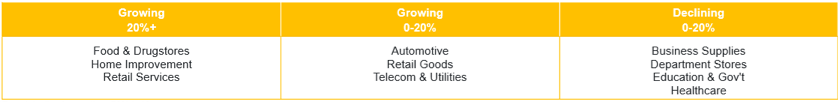 Growing
20%+
Growing
0-20%
Declining
0-20%
Food & Drugstores
Home Improvement
Retail Services
Automotive
Retail Goods
Telecom & Utilities
Business Supplies
Department Stores
Education & Gov't
Healthcare